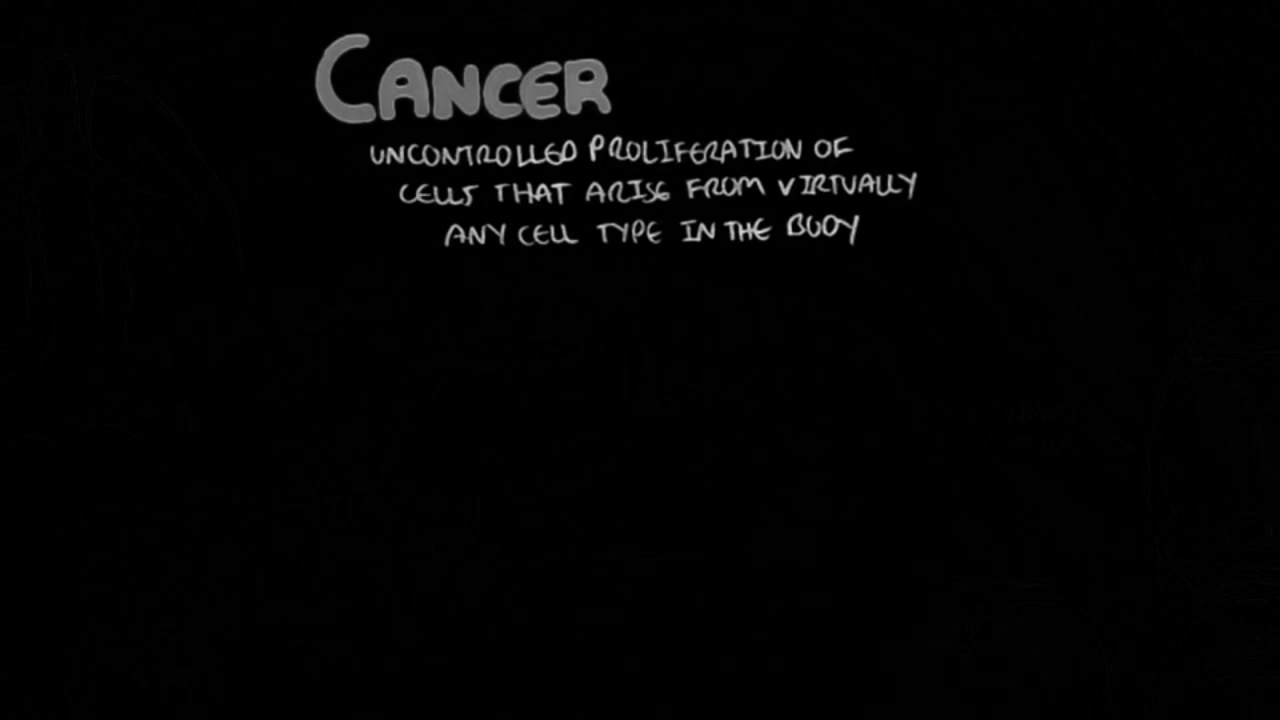 CANCER
UNCONTROLLED PROLIFERATION OF
CELLS THAT ARISE FROM VIRTUALLY
ANY CELL TYPE IN THE BODY